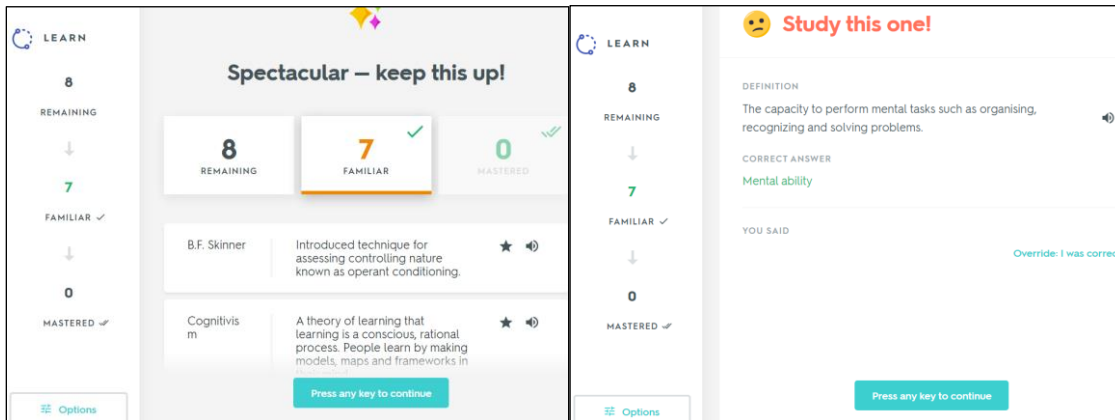 LEARN
8
REMAINING
7
FAMILIAR
0
MASTERED
Options
Spectacular – keep this up!
8
REMAINING
7
FAMILIAR
0
MASTERED
B.F. Skinner
Introduced technique for
assessing controlling nature
known as operant conditioning.
Cognitivis
m
A theory of learning that
learning is a conscious, rational
process. People learn by making
models, maps and frameworks in
their mind
Press any key to continue
LEARN
8
REMAINING
7
FAMILIAR
0
MASTERED
Options
Study this one!
DEFINITION
The capacity to perform mental tasks such as organising,
recognizing and solving problems.
CORRECT ANSWER
Mental ability
YOU SAID
Override: I was correc
Press any key to continue